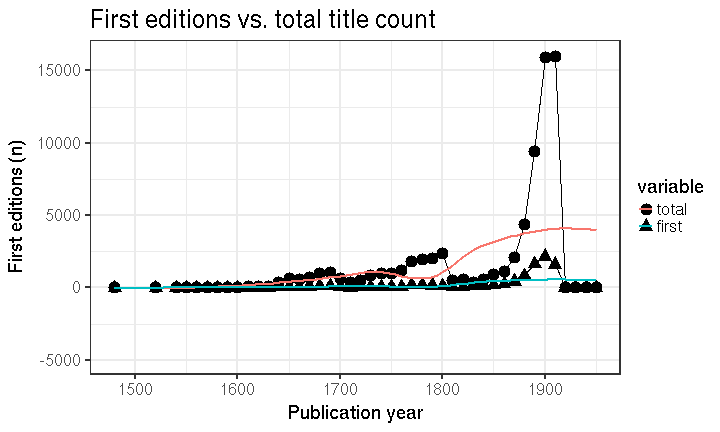 First editions vs. total title count
First editions (n)
15000
10000
5000
0
-5000
1500 1600 1700 1800 1900
Publication year
variable
total
first